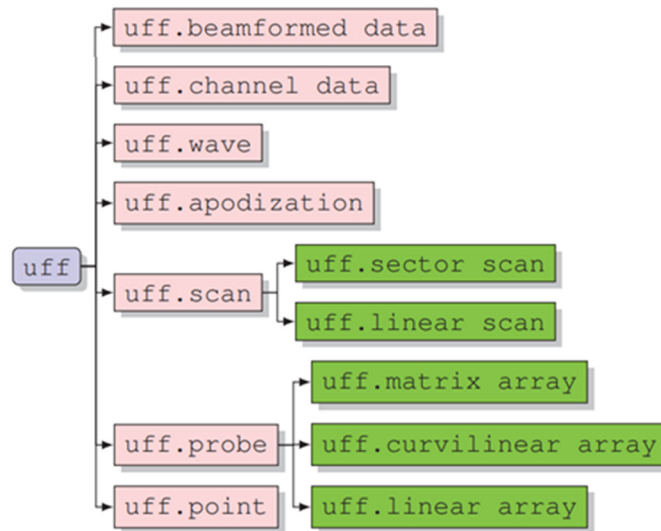 uff.beamformed data
uff.channel data
uff.wave
uff.apodization
uff
uff.scan
uff.sector scan
uff.linear scan
uff.probe
uff.matrix array
uff.curvilinear array
uff.linear array
uff.point